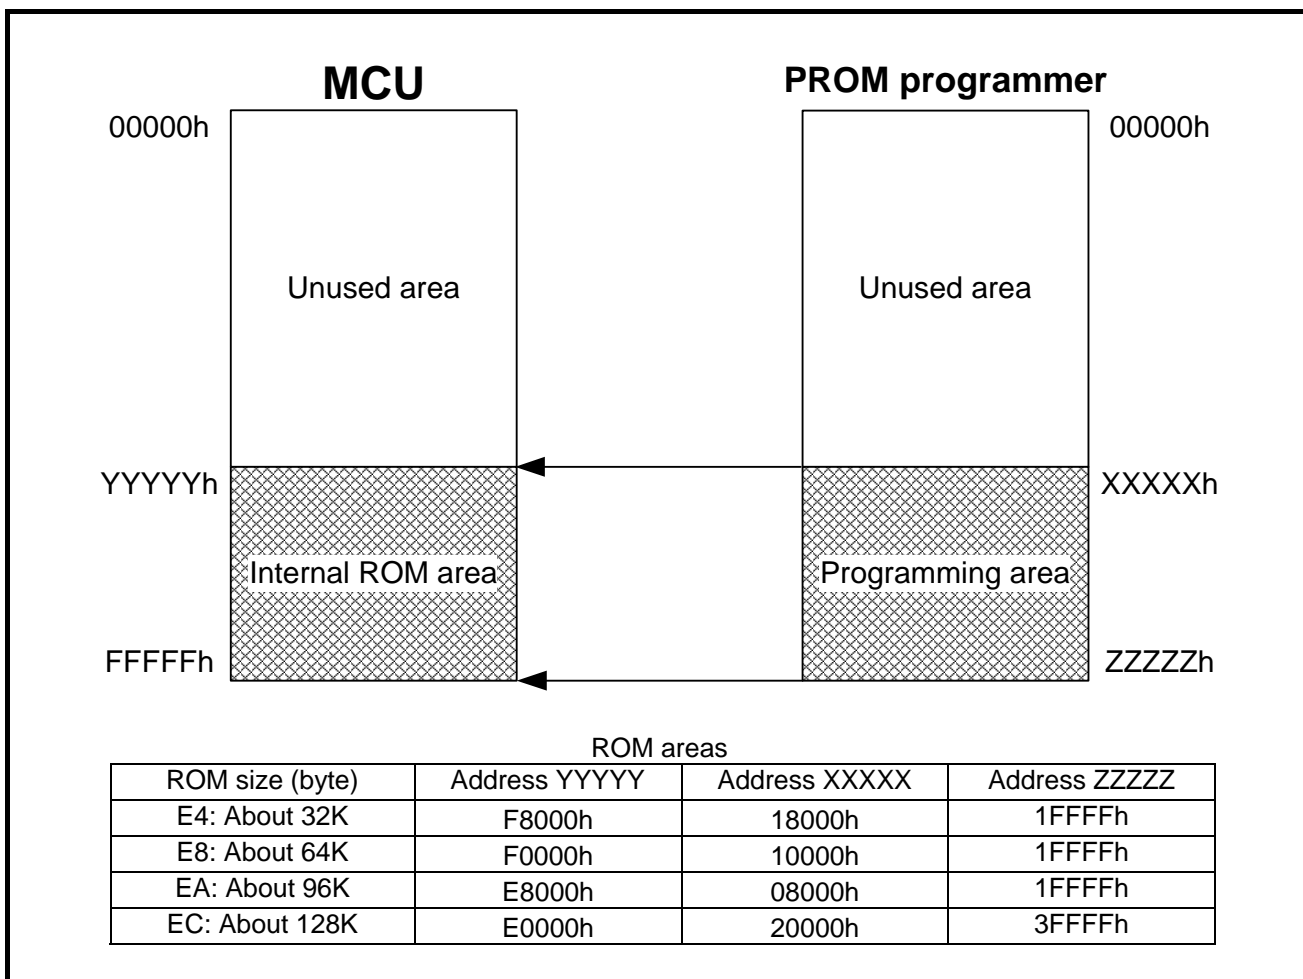 MCU
PROM programmer
00000h
00000h
Unused area
Unused area
YYYYYh
XXXXXh
Internal ROM area
Programming area
FFFFFh
ZZZZZh
ROM areas
ROM size (byte) Address YYYYY Address XXXXX Address ZZZZZ
E4: About 32K F8000h 18000h 1FFFFh
E8: About 64K F0000h 10000h 1FFFFh
EA: About 96K E8000h 08000h 1FFFFh
EC: About 128K E0000h 20000h 3FFFFh